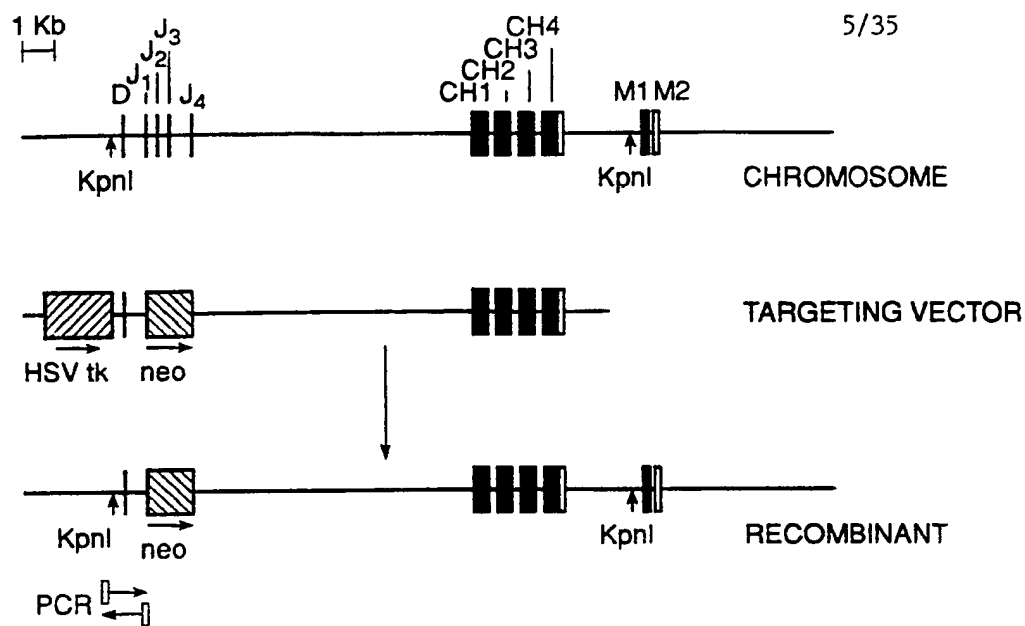 1 Kb
5/35
D J₁ J₂ J₃ J₄
CH1 CH2 CH3 CH4
M1 M2
KpnI
KpnI
CHROMOSOME
TARGETING VECTOR
HSV tk
neo
KpnI
neo
KpnI
RECOMBINANT
PCR